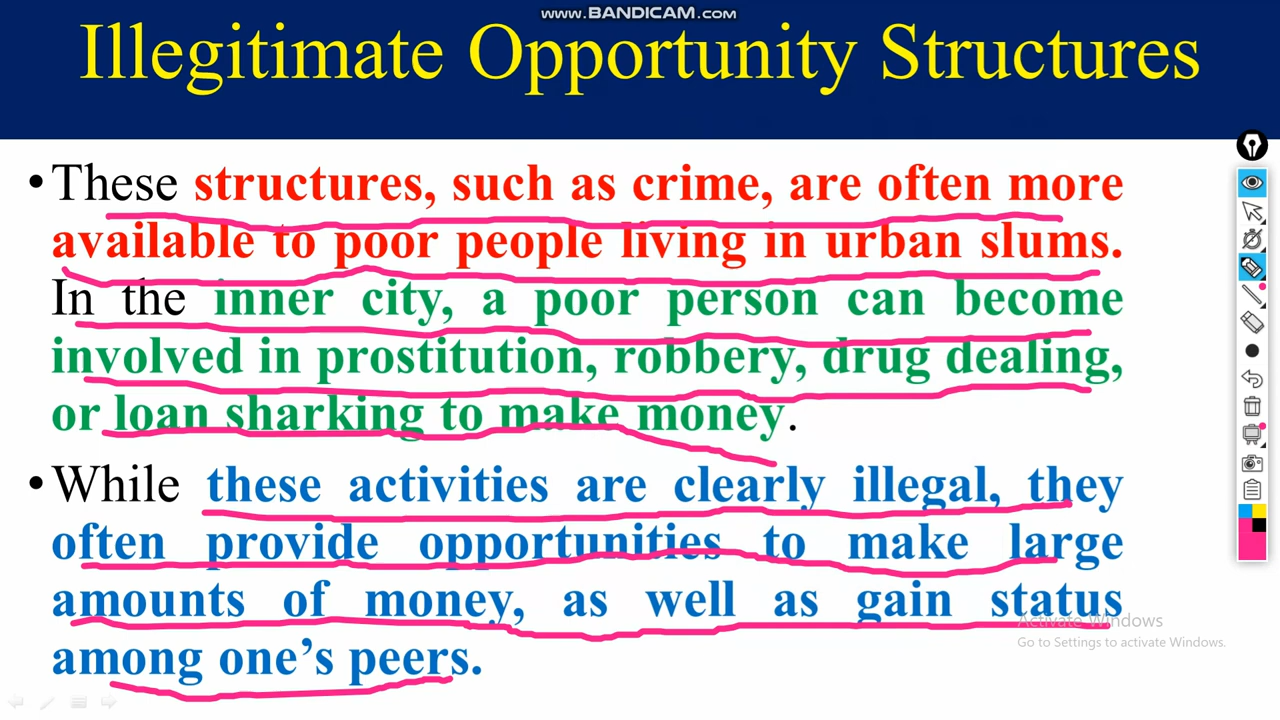 www.BANDICAM.com
Illegitimate Opportunity Structures
•These structures, such as crime, are often more
available to poor people living in urban slums.
In the inner city, a poor person can become
involved in prostitution, robbery, drug dealing,
or loan sharking to make money.
•While these activities are clearly illegal, they
often provide opportunities to make large
amounts of money, as well as gain status
among one’s peers.
Activate Windows
Go to Settings to activate Windows.